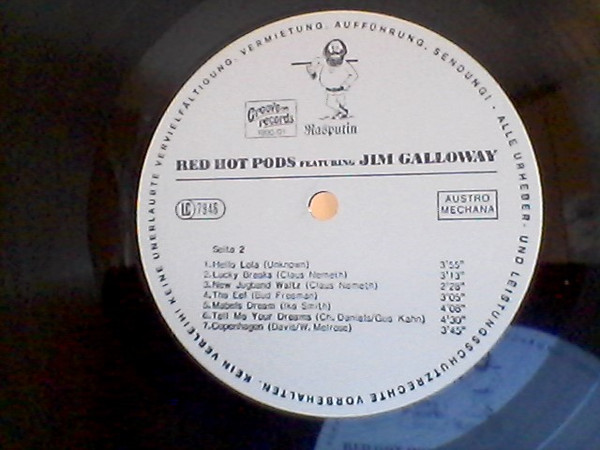 KEINE UNERLAUBTE VERVIELFÄLTIGUNG, VERMIETUNG, AUFFÜHRUNG, SENDUNG! · ALLE URHEBER- UND LEISTUNGSSCHUTZRECHTE VORBEHALTEN. KEIN VERLEIH!
Groove
records
Rasputin
RED HOT PODS FEATURING JIM GALLOWAY
LC 7946
AUSTRO
MECHANA
Seite 2
1. Hello Lola (Unknown) 3'55"
2. Lucky Breaks (Claus Nemeth) 3'13"
3. New Jugband Waltz (Claus Nemeth) 2'28"
4. The Eel (Bud Freeman) 3'05"
5. Mabels Dream (Ike Smith) 4'08"
6. Tell Me Your Dreams (Ch. Daniels/Gus Kahn) 4'30"
7. Copenhagen (Davis/W. Melrose) 3'45"